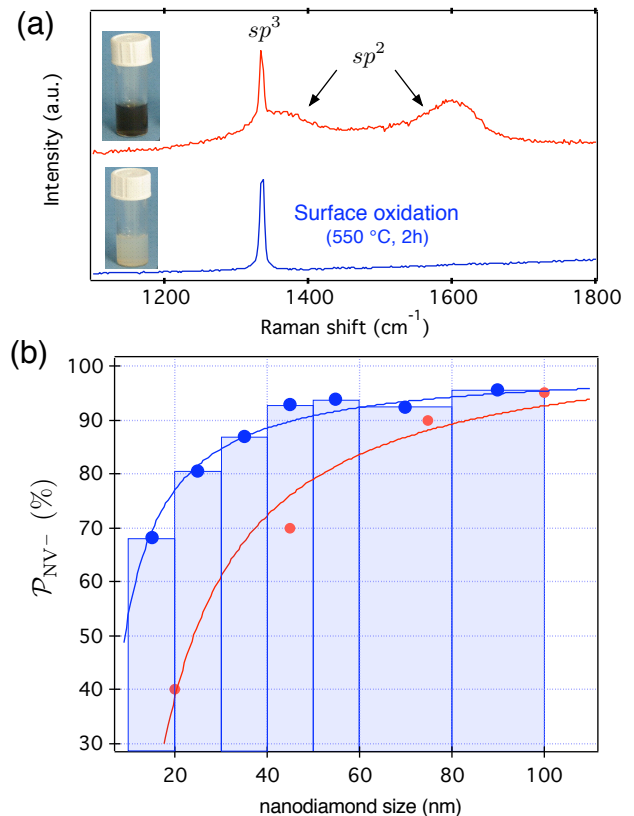 (a)
sp³
sp²
Intensity (a.u.)
Surface oxidation
(550 °C, 2h)
1200
1400
1600
1800
Raman shift (cm⁻¹)
(b)
100
90
80
70
60
50
40
30
𝒫NV⁻ (%)
20
40
60
80
100
nanodiamond size (nm)